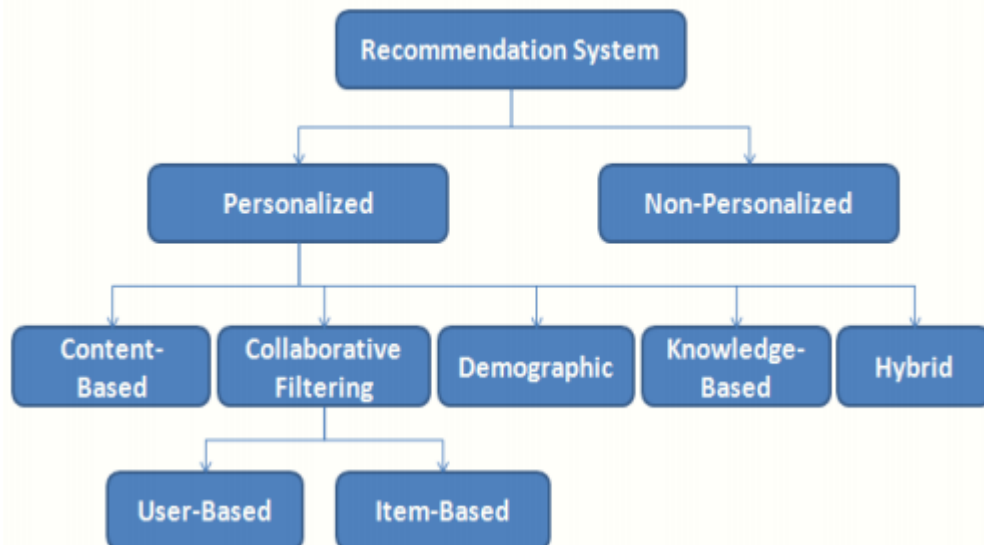 Recommendation System
Personalized
Non-Personalized
Content-
Based
Collaborative
Filtering
Demographic
Knowledge-
Based
Hybrid
User-Based
Item-Based